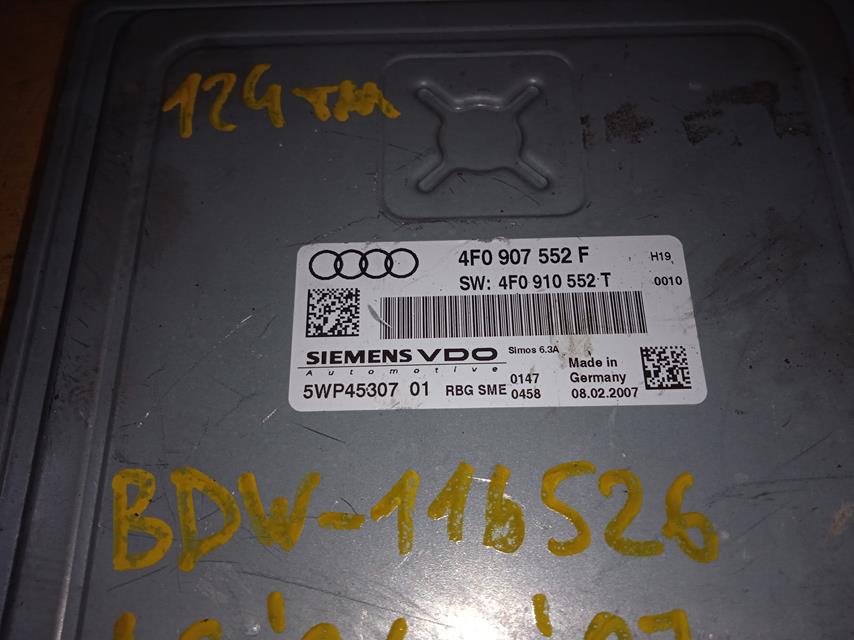 124 тм
4F0 907 552 F
H19
SW: 4F0 910 552 T
0010
SIEMENS VDO
Simos 6.3A
Automotive
5WP45307 01
RBG SME
0147
0458
Made in
Germany
08.02.2007
BDW-116526